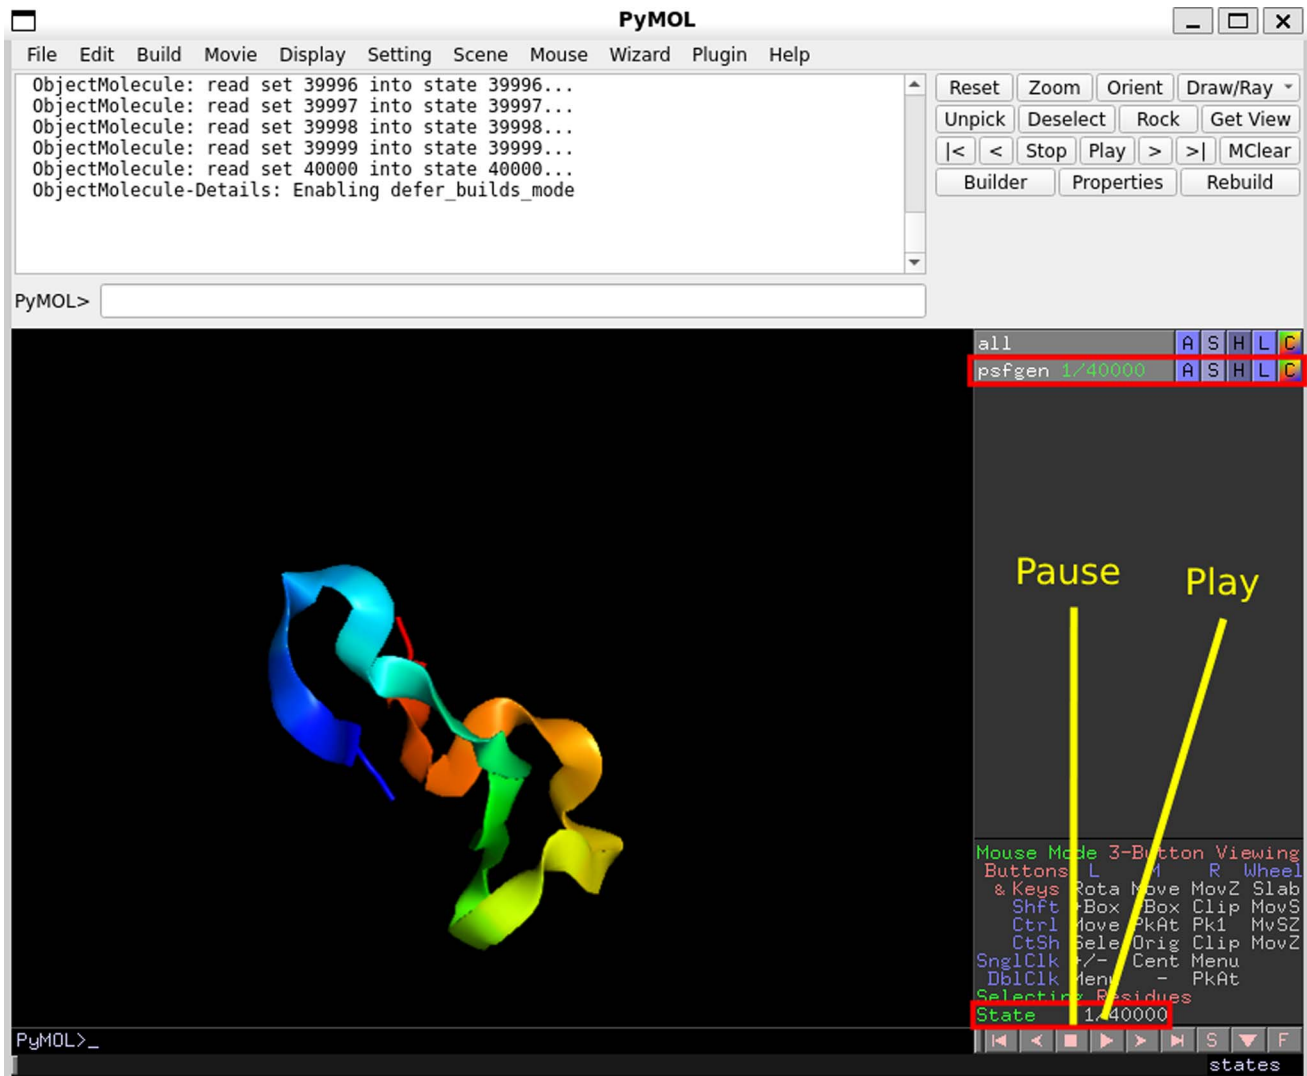 PyMOL
File Edit Build Movie Display Setting Scene Mouse Wizard Plugin Help
ObjectMolecule: read set 39996 into state 39996...
ObjectMolecule: read set 39997 into state 39997...
ObjectMolecule: read set 39998 into state 39998...
ObjectMolecule: read set 39999 into state 39999...
ObjectMolecule: read set 40000 into state 40000...
ObjectMolecule-Details: Enabling defer_builds_mode
Reset Zoom Orient Draw/Ray
Unpick Deselect Rock Get View
|< < Stop Play > >| MClear
Builder Properties Rebuild
PyMOL>
all A S H L C
psfgen 1/40000 A S H L C
Pause Play
Mouse Mode 3-Button Viewing
Buttons L M R Wheel
& Keys Rota Move MovZ Slab
Shft +Box -Box Clip MovS
Ctrl Move PkAt Pk1 MvSZ
CtSh Sele Orig Clip MovZ
SnglClk +/- Cent Menu
DblClk Menu - PkAt
Selecting Residues
State 1/40000
PyMOL>_
S F
states